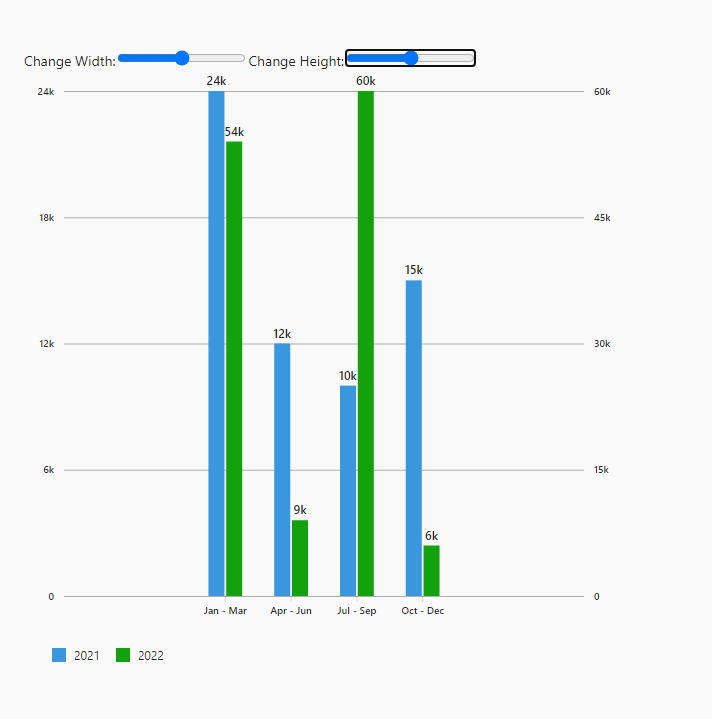 Change Width: Change Height:
24k 60k
24k 60k
54k
18k 45k
15k
12k
12k 30k
10k
6k 15k
9k
6k
0 0
Jan - Mar Apr - Jun Jul - Sep Oct - Dec
2021 2022